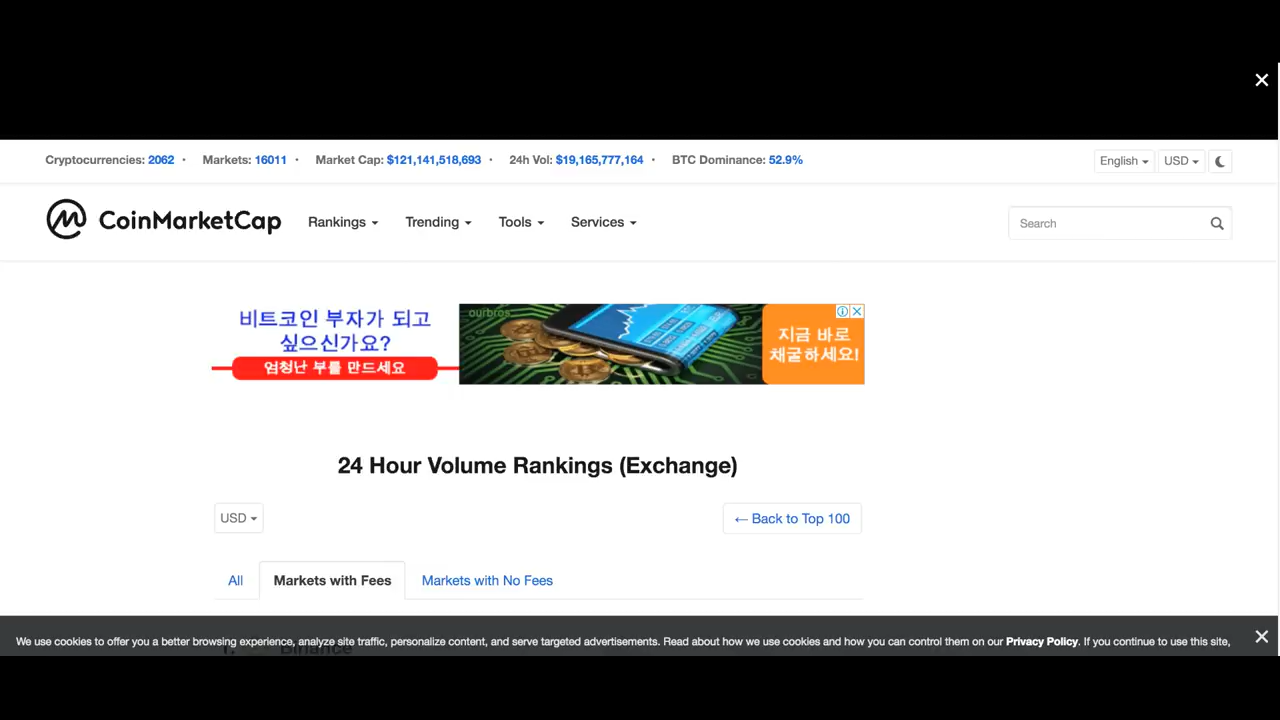 Cryptocurrencies: 2062 • Markets: 16011 • Market Cap: $121,141,518,693 • 24h Vol: $19,165,777,164 • BTC Dominance: 52.9%
English USD
CoinMarketCap Rankings Trending Tools Services Search
비트코인 부자가 되고
싶으신가요?
엄청난 부를 만드세요
ourbros
지금 바로
채굴하세요!
24 Hour Volume Rankings (Exchange)
USD ← Back to Top 100
All Markets with Fees Markets with No Fees
We use cookies to offer you a better browsing experience, analyze site traffic, personalize content, and serve targeted advertisements. Read about how we use cookies and how you can control them on our Privacy Policy. If you continue to use this site,
1. Binance